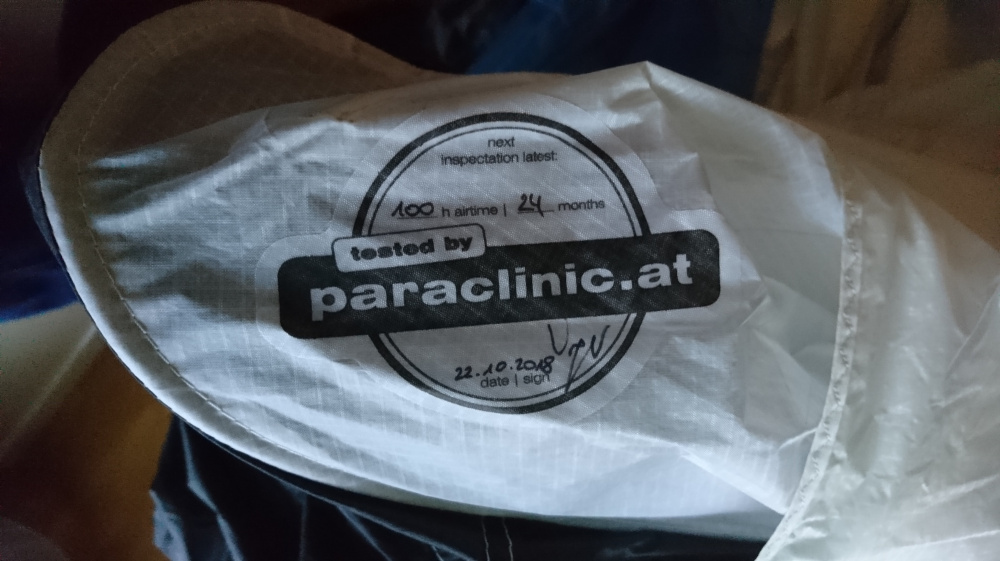 next
inspectation latest:
100 h airtime | 24 months
tested by
paraclinic.at
22.10.2018
date | sign